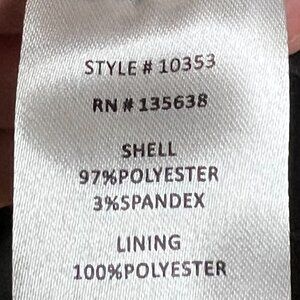 STYLE # 10353
RN # 135638
SHELL
97%POLYESTER
3%SPANDEX
LINING
100%POLYESTER